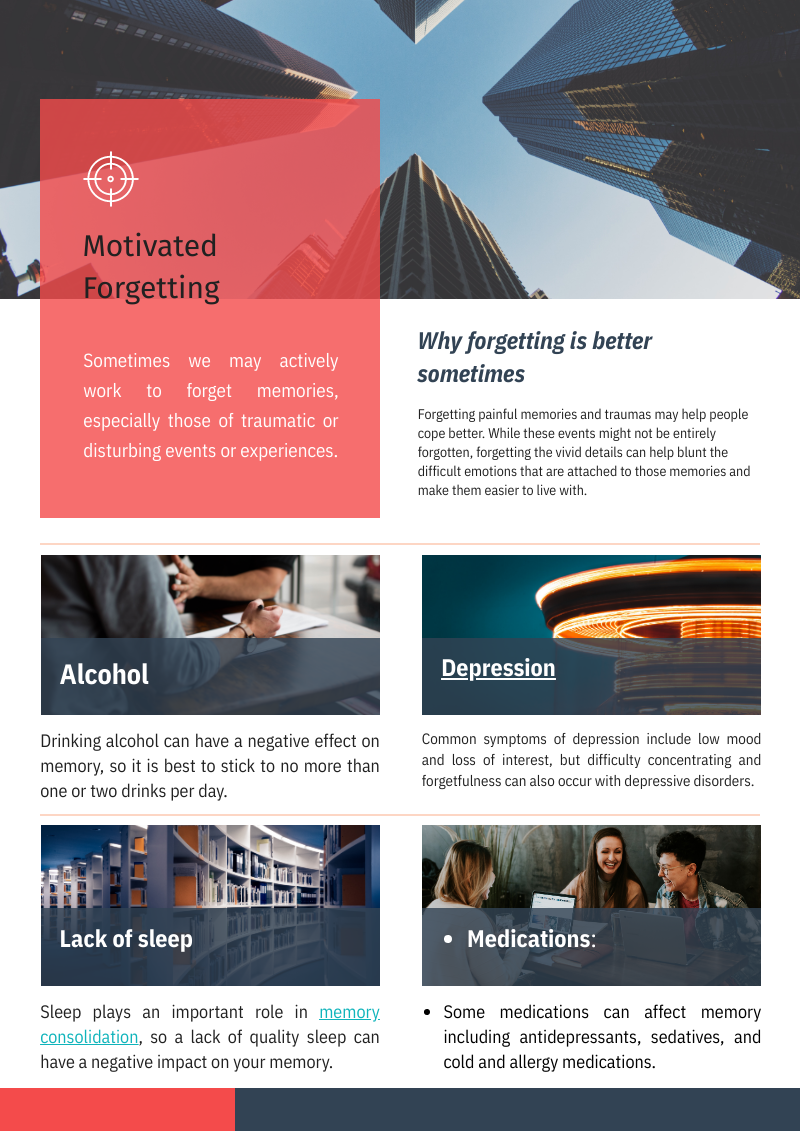 Motivated
Forgetting
Sometimes we may actively
work to forget memories,
especially those of traumatic or
disturbing events or experiences.
Why forgetting is better
sometimes
Forgetting painful memories and traumas may help people
cope better. While these events might not be entirely
forgotten, forgetting the vivid details can help blunt the
difficult emotions that are attached to those memories and
make them easier to live with.
Alcohol
Drinking alcohol can have a negative effect on
memory, so it is best to stick to no more than
one or two drinks per day.
Depression
Common symptoms of depression include low mood
and loss of interest, but difficulty concentrating and
forgetfulness can also occur with depressive disorders.
Lack of sleep
Sleep plays an important role in memory
consolidation, so a lack of quality sleep can
have a negative impact on your memory.
• Medications:
• Some medications can affect memory
including antidepressants, sedatives, and
cold and allergy medications.